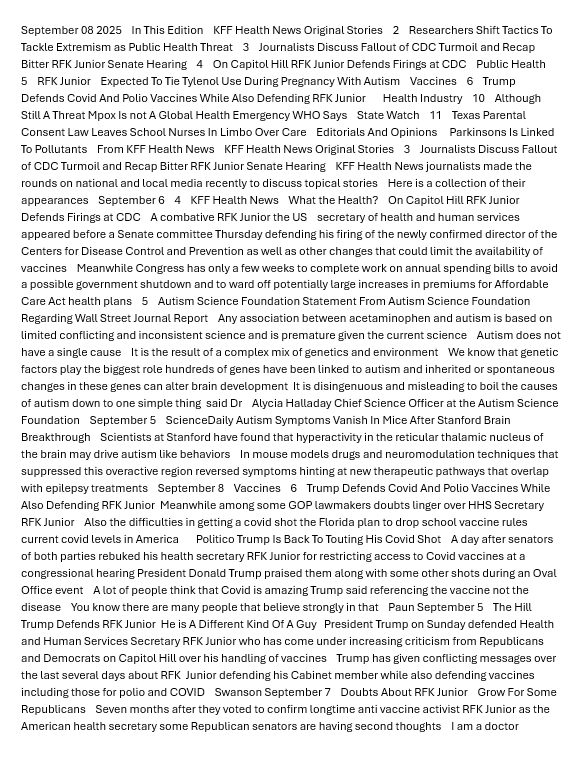 September 08 2025 In This Edition KFF Health News Original Stories 2 Researchers Shift Tactics To
Tackle Extremism as Public Health Threat 3 Journalists Discuss Fallout of CDC Turmoil and Recap
Bitter RFK Junior Senate Hearing 4 On Capitol Hill RFK Junior Defends Firings at CDC Public Health
5 RFK Junior Expected To Tie Tylenol Use During Pregnancy With Autism Vaccines 6 Trump
Defends Covid And Polio Vaccines While Also Defending RFK Junior Health Industry 10 Although
Still A Threat Mpox Is not A Global Health Emergency WHO Says State Watch 11 Texas Parental
Consent Law Leaves School Nurses In Limbo Over Care Editorials And Opinions Parkinsons Is Linked
To Pollutants From KFF Health News KFF Health News Original Stories 3 Journalists Discuss Fallout
of CDC Turmoil and Recap Bitter RFK Junior Senate Hearing KFF Health News journalists made the
rounds on national and local media recently to discuss topical stories Here is a collection of their
appearances September 6 4 KFF Health News What the Health? On Capitol Hill RFK Junior
Defends Firings at CDC A combative RFK Junior the US secretary of health and human services
appeared before a Senate committee Thursday defending his firing of the newly confirmed director of the
Centers for Disease Control and Prevention as well as other changes that could limit the availability of
vaccines Meanwhile Congress has only a few weeks to complete work on annual spending bills to avoid
a possible government shutdown and to ward off potentially large increases in premiums for Affordable
Care Act health plans 5 Autism Science Foundation Statement From Autism Science Foundation
Regarding Wall Street Journal Report Any association between acetaminophen and autism is based on
limited conflicting and inconsistent science and is premature given the current science Autism does not
have a single cause It is the result of a complex mix of genetics and environment We know that genetic
factors play the biggest role hundreds of genes have been linked to autism and inherited or spontaneous
changes in these genes can alter brain development It is disingenuous and misleading to boil the causes
of autism down to one simple thing said Dr Alycia Halladay Chief Science Officer at the Autism Science
Foundation September 5 ScienceDaily Autism Symptoms Vanish In Mice After Stanford Brain
Breakthrough Scientists at Stanford have found that hyperactivity in the reticular thalamic nucleus of
the brain may drive autism like behaviors In mouse models drugs and neuromodulation techniques that
suppressed this overactive region reversed symptoms hinting at new therapeutic pathways that overlap
with epilepsy treatments September 8 Vaccines 6 Trump Defends Covid And Polio Vaccines While
Also Defending RFK Junior Meanwhile among some GOP lawmakers doubts linger over HHS Secretary
RFK Junior Also the difficulties in getting a covid shot the Florida plan to drop school vaccine rules
current covid levels in America Politico Trump Is Back To Touting His Covid Shot A day after senators
of both parties rebuked his health secretary RFK Junior for restricting access to Covid vaccines at a
congressional hearing President Donald Trump praised them along with some other shots during an Oval
Office event A lot of people think that Covid is amazing Trump said referencing the vaccine not the
disease You know there are many people that believe strongly in that Paun September 5 The Hill
Trump Defends RFK Junior He is A Different Kind Of A Guy President Trump on Sunday defended Health
and Human Services Secretary RFK Junior who has come under increasing criticism from Republicans
and Democrats on Capitol Hill over his handling of vaccines Trump has given conflicting messages over
the last several days about RFK Junior defending his Cabinet member while also defending vaccines
including those for polio and COVID Swanson September 7 Doubts About RFK Junior Grow For Some
Republicans Seven months after they voted to confirm longtime anti vaccine activist RFK Junior as the
American health secretary some Republican senators are having second thoughts I am a doctor